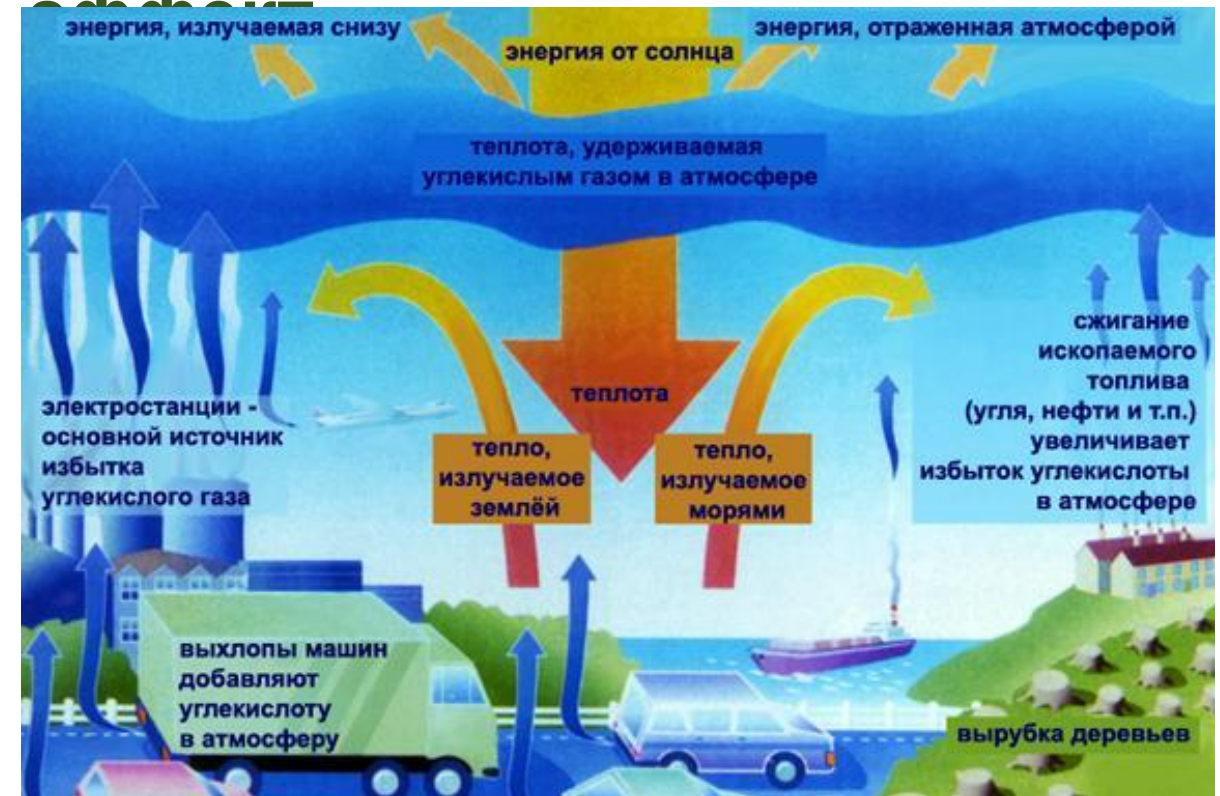 энергия, излучаемая снизу
энергия от солнца
энергия, отраженная атмосферой
теплота, удерживаемая
углекислым газом в атмосфере
теплота
электростанции -
основной источник
избытка
углекислого газа
тепло,
излучаемое
землёй
тепло,
излучаемое
морями
сжигание
ископаемого
топлива
(угля, нефти и т.п.)
увеличивает
избыток углекислоты
в атмосфере
выхлопы машин
добавляют
углекислоту
в атмосферу
вырубка деревьев